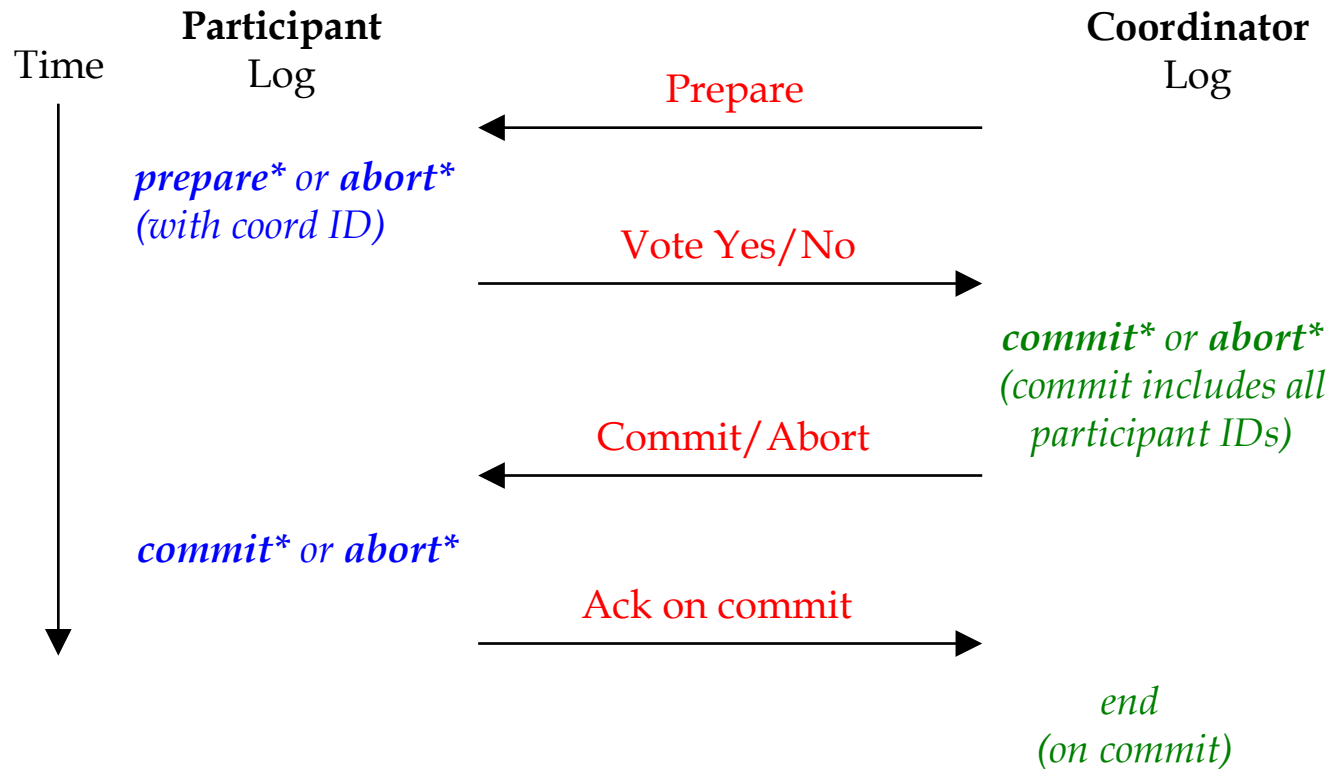 Participant
Coordinator
Time
Log
Log
Prepare
prepare* or abort*
(with coord ID)
Vote Yes/No
commit* or abort*
(commit includes all
participant IDs)
Commit/Abort
commit* or abort*
Ack on commit
end
(on commit)